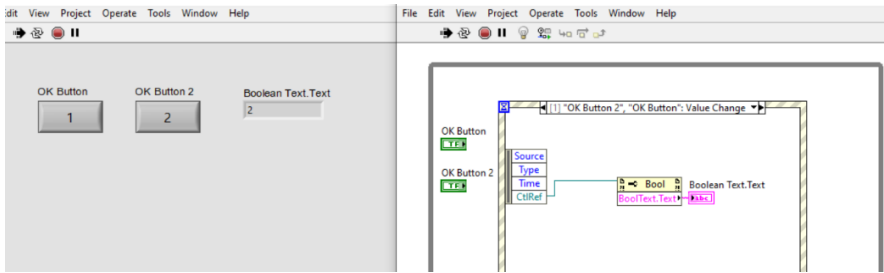 Edit View Project Operate Tools Window Help
OK Button
OK Button 2
Boolean Text.Text
1
2
2
File Edit View Project Operate Tools Window Help
[1] "OK Button 2", "OK Button": Value Change
OK Button
TF
OK Button 2
TF
Source
Type
Time
CtlRef
Bool
BoolText.Text
Boolean Text.Text
abc